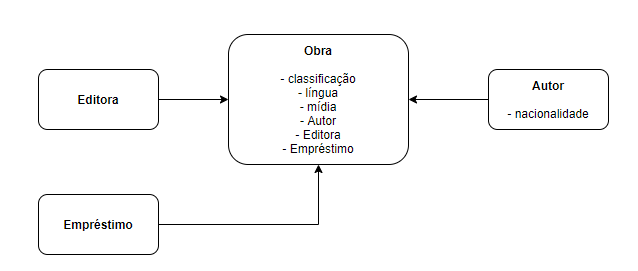 Obra
- classificação
- língua
- mídia
- Autor
- Editora
- Empréstimo
Editora
Autor
- nacionalidade
Empréstimo